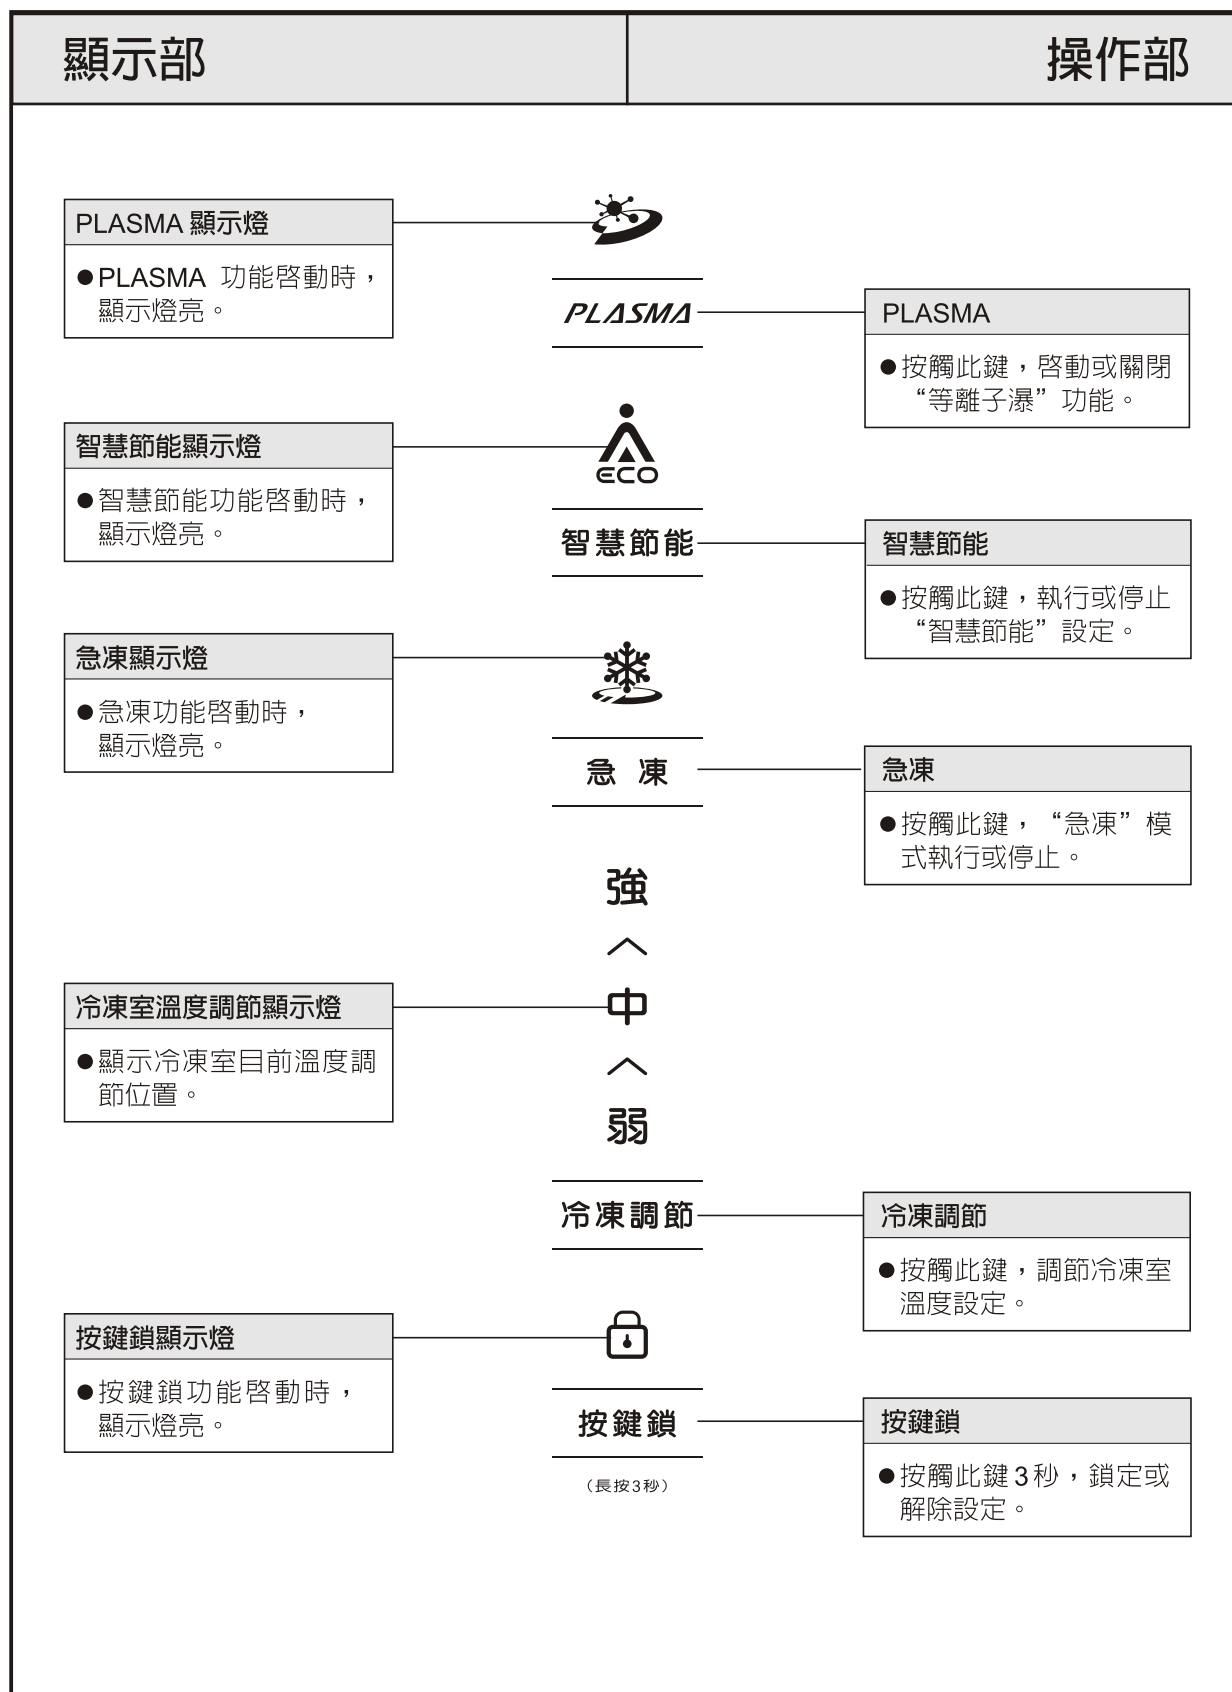 顯示部
操作部
PLASMA 顯示燈
●PLASMA 功能啓動時，
顯示燈亮。
PLASMA
PLASMA
●按觸此鍵，啓動或關閉
“等離子瀑”功能。
智慧節能顯示燈
●智慧節能功能啓動時，
顯示燈亮。
ECO
智慧節能
智慧節能
●按觸此鍵，執行或停止
“智慧節能”設定。
急凍顯示燈
●急凍功能啓動時，
顯示燈亮。
急 凍
急凍
●按觸此鍵，“急凍”模
式執行或停止。
強
中
弱
冷凍室溫度調節顯示燈
●顯示冷凍室目前溫度調
節位置。
冷凍調節
冷凍調節
●按觸此鍵，調節冷凍室
溫度設定。
按鍵鎖顯示燈
●按鍵鎖功能啓動時，
顯示燈亮。
按鍵鎖
（長按3秒）
按鍵鎖
●按觸此鍵3秒，鎖定或
解除設定。